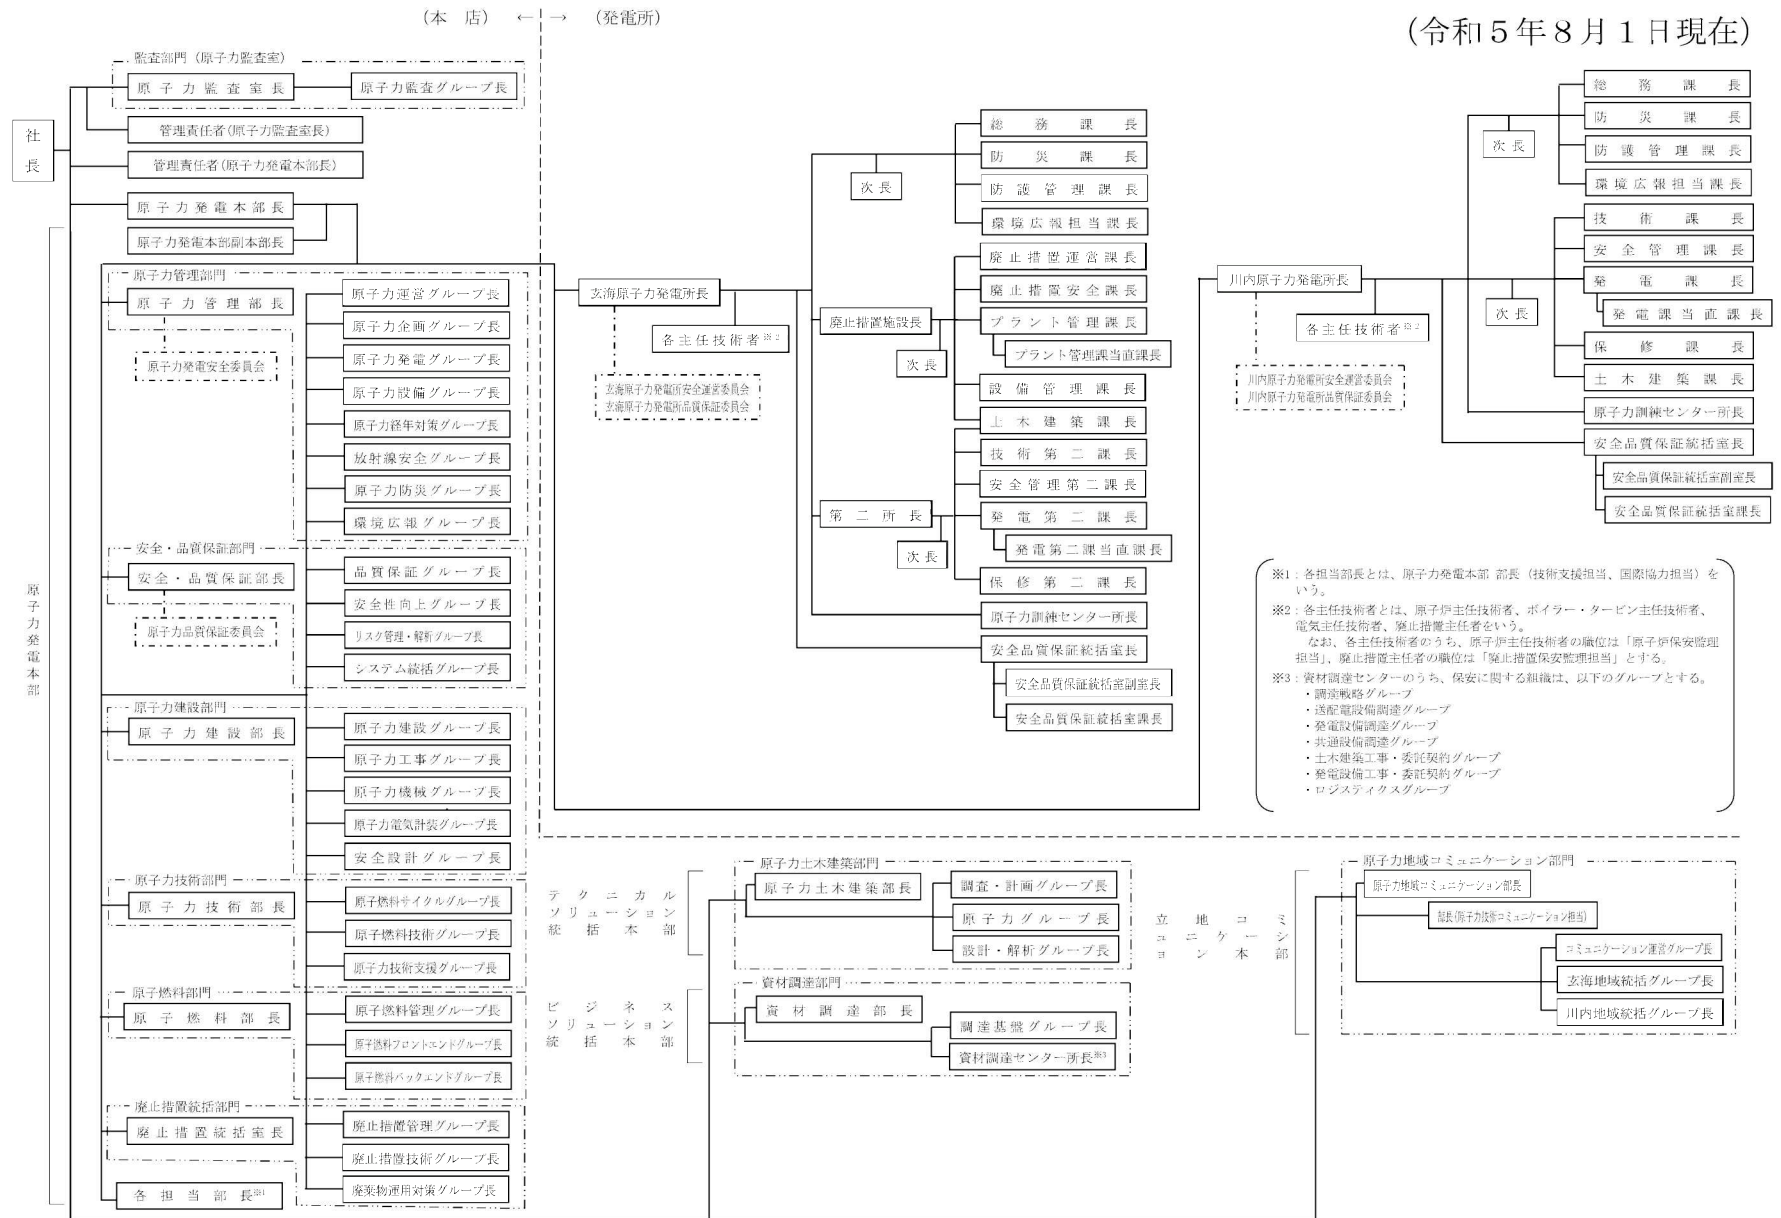 (本 店) ← → (発電所)
(令和5年8月1日現在)
社長
監査部門 (原子力監査室)
原子力監査室長
原子力監査グループ長
管理責任者(原子力監査室長)
管理責任者(原子力発電本部長)
原子力発電本部長
原子力発電本部副本部長
原子力発電本部
原子力管理部門
原子力管理部長
原子力発電安全委員会
原子力運営グループ長
原子力企画グループ長
原子力発電グループ長
原子力設備グループ長
原子力経年対策グループ長
放射線安全グループ長
原子力防災グループ長
環境広報グループ長
安全・品質保証部門
安全・品質保証部長
原子力品質保証委員会
品質保証グループ長
安全性向上グループ長
リスク管理・解析グループ長
システム統括グループ長
原子力建設部門
原子力建設部長
原子力建設グループ長
原子力工事グループ長
原子力機械グループ長
原子力電気計装グループ長
安全設計グループ長
原子力技術部門
原子力技術部長
原子燃料サイクルグループ長
原子燃料技術グループ長
原子力技術支援グループ長
原子燃料部門
原子燃料部長
原子燃料管理グループ長
原子燃料フロントエンドグループ長
原子燃料バックエンドグループ長
廃止措置統括部門
廃止措置統括室長
廃止措置管理グループ長
廃止措置技術グループ長
廃棄物運用対策グループ長
各担当部長※1
玄海原子力発電所長
各主任技術者※2
玄海原子力発電所安全運営委員会
玄海原子力発電所品質保証委員会
次長
総務課長
防災課長
防護管理課長
環境広報担当課長
廃止措置施設長
次長
廃止措置運営課長
廃止措置安全課長
プラント管理課長
プラント管理課当直課長
設備管理課長
土木建築課長
第二所長
次長
技術第二課長
安全管理第二課長
発電第二課長
発電第二課当直課長
保修第二課長
原子力訓練センター所長
安全品質保証統括室長
安全品質保証統括室副室長
安全品質保証統括室課長
川内原子力発電所長
各主任技術者※2
川内原子力発電所安全運営委員会
川内原子力発電所品質保証委員会
次長
総務課長
防災課長
防護管理課長
環境広報担当課長
次長
技術課長
安全管理課長
発電課長
発電課当直課長
保修課長
土木建築課長
原子力訓練センター所長
安全品質保証統括室長
安全品質保証統括室副室長
安全品質保証統括室課長
※1：各担当部長とは、原子力発電本部 部長（技術支援担当、国際協力担当）を
いう。
※2：各主任技術者とは、原子炉主任技術者、ボイラー・タービン主任技術者、
電気主任技術者、廃止措置主任者をいう。
なお、各主任技術者のうち、原子炉主任技術者の職位は「原子炉保安監理
担当」、廃止措置主任者の職位は「廃止措置保安監理担当」とする。
※3：資材調達センターのうち、保安に関する組織は、以下のグループとする。
・調達戦略グループ
・送配電設備調達グループ
・発電設備調達グループ
・共通設備調達グループ
・土木建築工事・委託契約グループ
・発電設備工事・委託契約グループ
・ロジスティクスグループ
テクニカル
ソリューション
統括本部
原子力土木建築部門
原子力土木建築部長
調査・計画グループ長
原子力グループ長
設計・解析グループ長
ビジネス
ソリューション
統括本部
資材調達部門
資材調達部長
調達基盤グループ長
資材調達センター所長※3
立地コミ
ュニケーシ
ョン本部
原子力地域コミュニケーション部門
原子力地域コミュニケーション部長
部長(原子力技術コミュニケーション担当)
コミュニケーション運営グループ長
玄海地域統括グループ長
川内地域統括グループ長